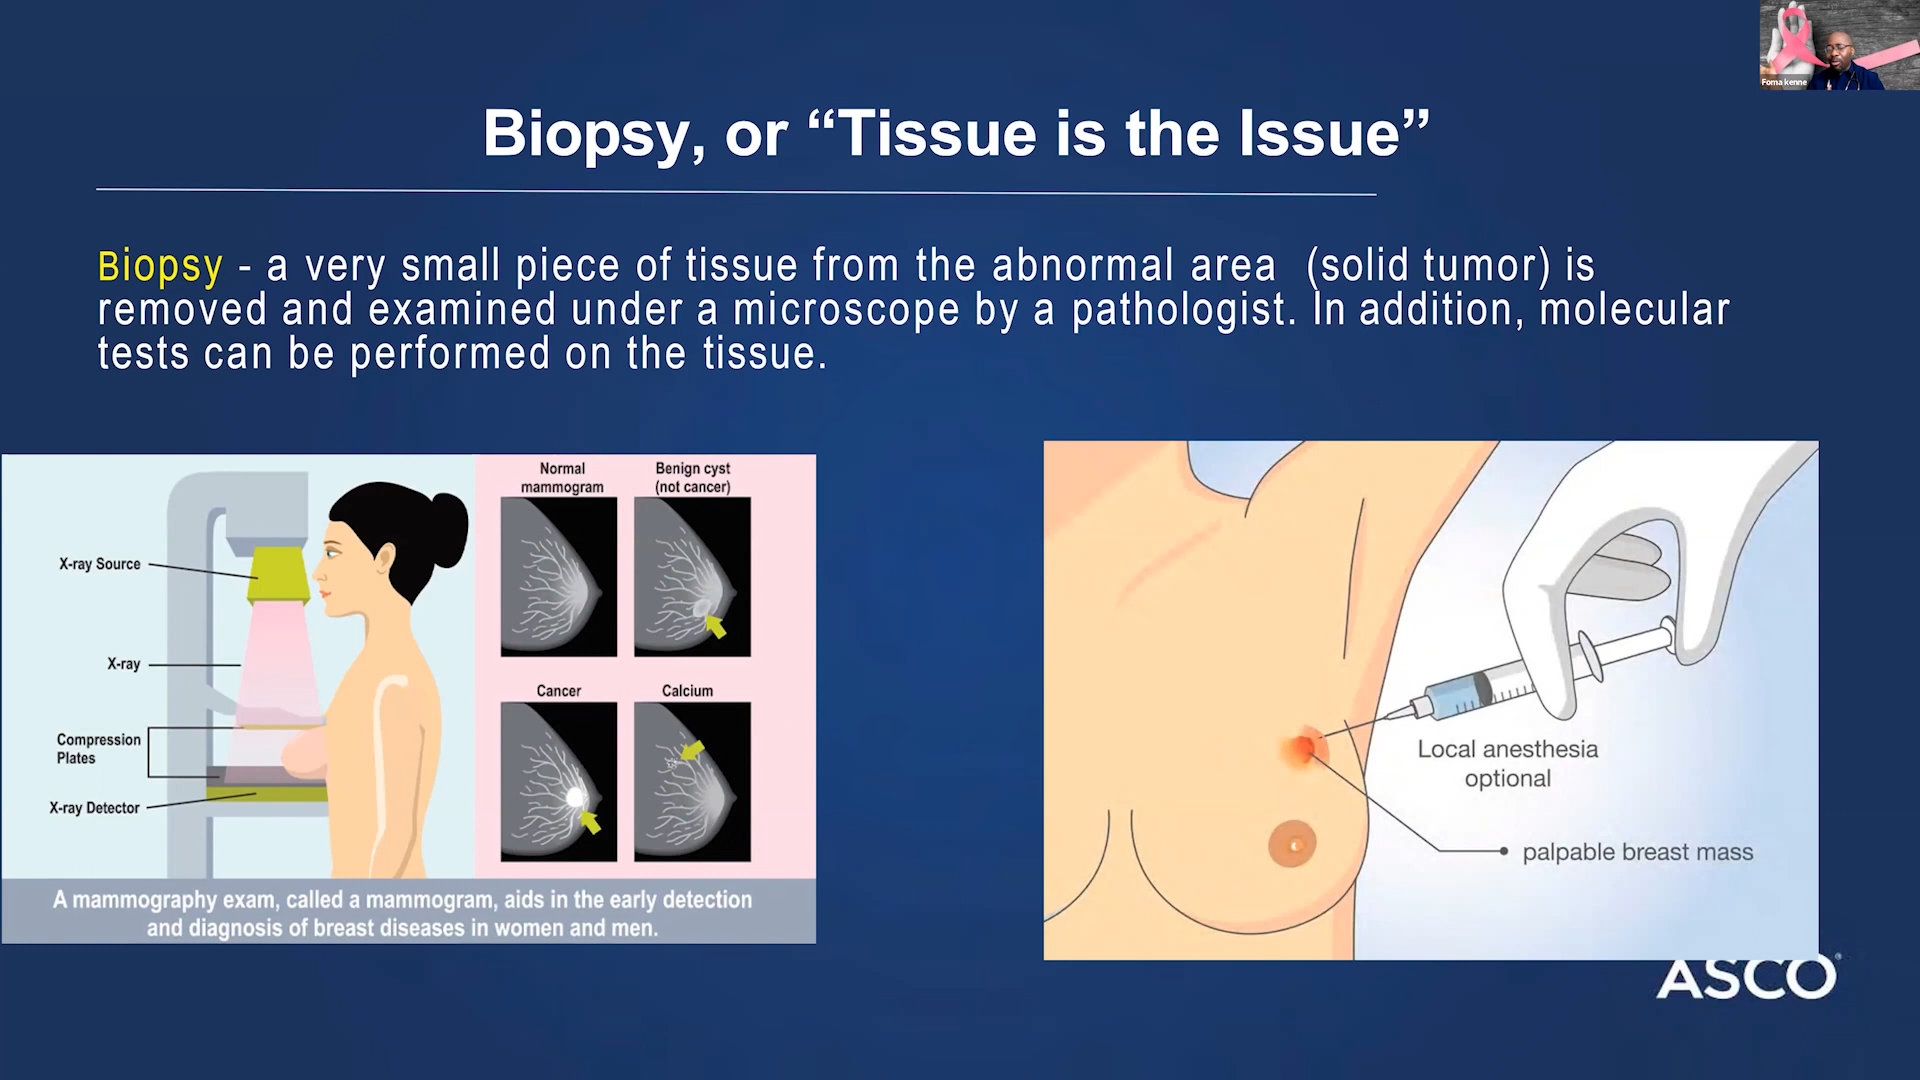 Foma kenne
Biopsy, or “Tissue is the Issue”
Biopsy - a very small piece of tissue from the abnormal area (solid tumor) is
removed and examined under a microscope by a pathologist. In addition, molecular
tests can be performed on the tissue.
X-ray Source
X-ray
Compression
Plates
X-ray Detector
Normal
mammogram
Benign cyst
(not cancer)
Cancer
Calcium
A mammography exam, called a mammogram, aids in the early detection
and diagnosis of breast diseases in women and men.
Local anesthesia
optional
palpable breast mass
ASCO®